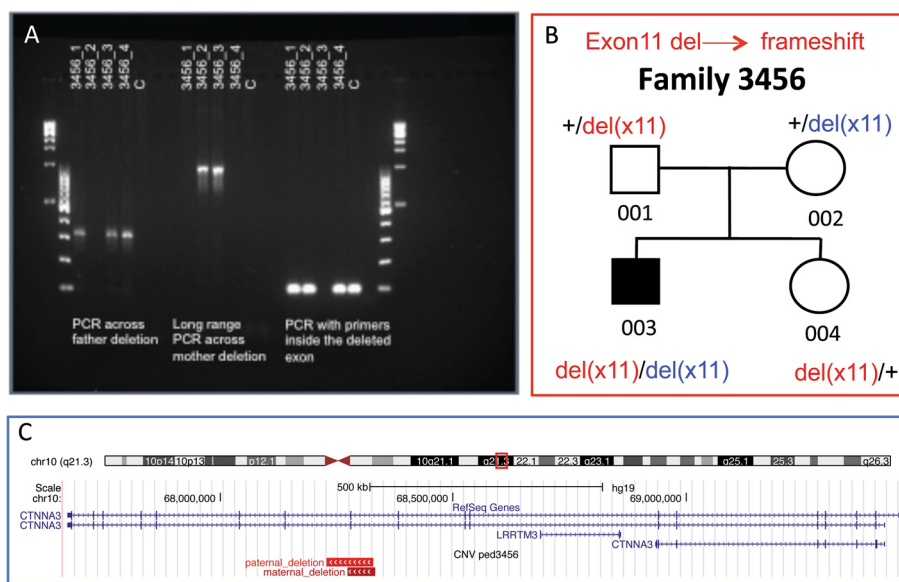 A
3456_1
3456_2
3456_3
3456_4
C
3456_1
3456_2
3456_3
3456_4
C
3456_1
3456_2
3456_3
3456_4
C
PCR across
father deletion
Long range
PCR across
mother deletion
PCR with primers
inside the deleted
exon
B
Exon11 del → frameshift
Family 3456
+/del(x11)
+/del(x11)
001
002
003
004
del(x11)/del(x11)
del(x11)/+
C
chr10 (q21.3)
10p14
10p13
p12.1
10q21.1
q21.3
22.1
22.3
q23.1
q25.1
25.3
q26.3
Scale
500 kb
hg19
chr10:
68,000,000
68,500,000
69,000,000
RefSeq Genes
CTNNA3
CTNNA3
LRRTM3
CTNNA3
CNV ped3456
paternal_deletion
maternal_deletion